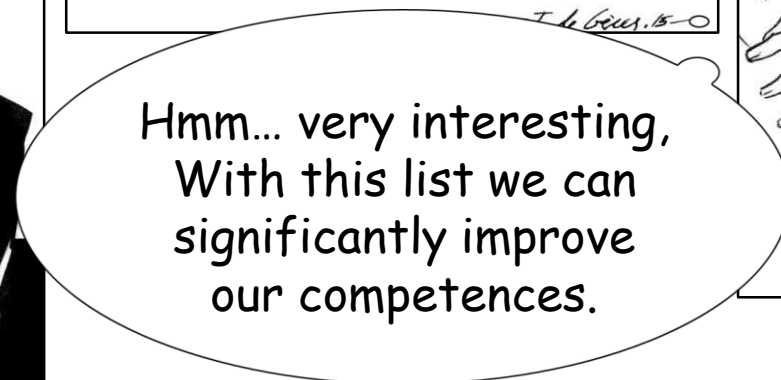 Hmm... very interesting,
With this list we can
significantly improve
our competences.